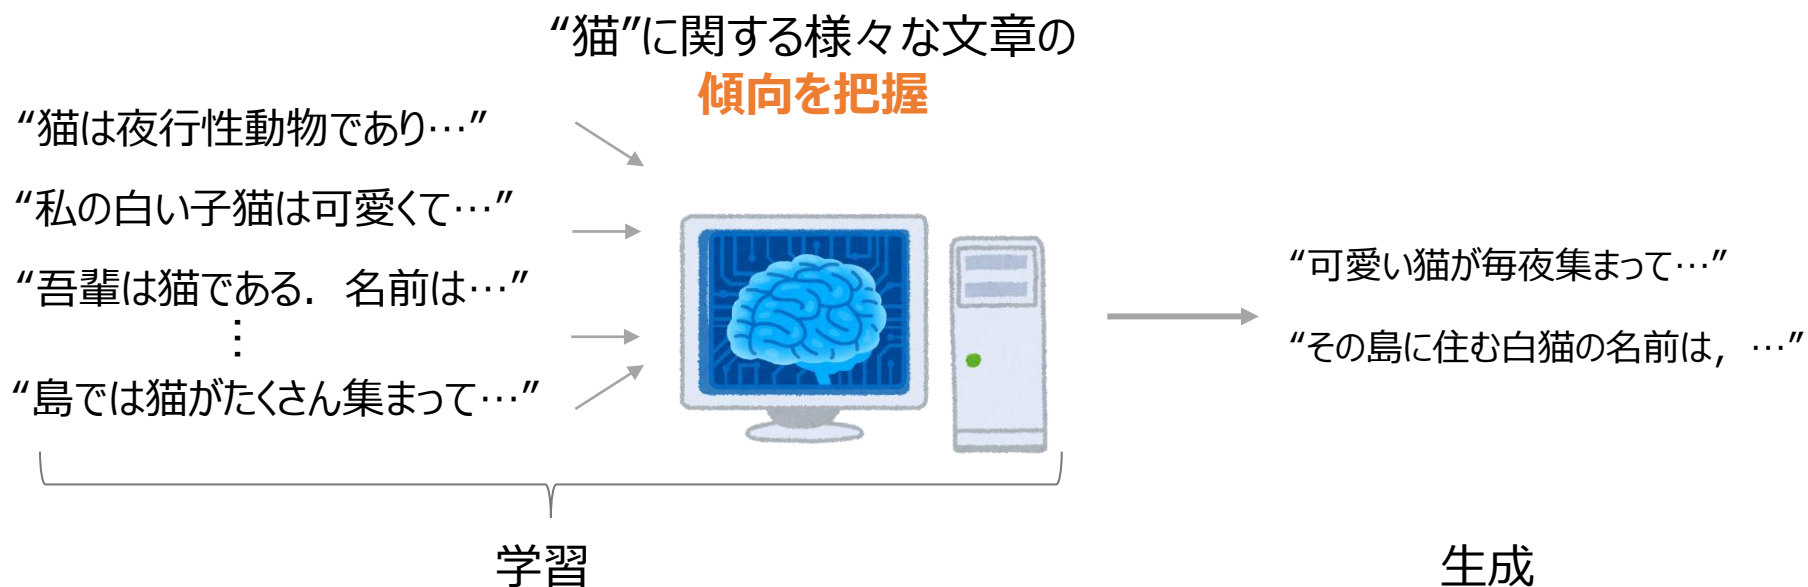 “猫”に関する様々な文章の
傾向を把握
“猫は夜行性動物であり…”
“私の白い子猫は可愛くて…”
“吾輩は猫である．名前は…”
⋮
“島では猫がたくさん集まって…”
“可愛い猫が毎夜集まって…”
“その島に住む白猫の名前は，…”
学習
生成